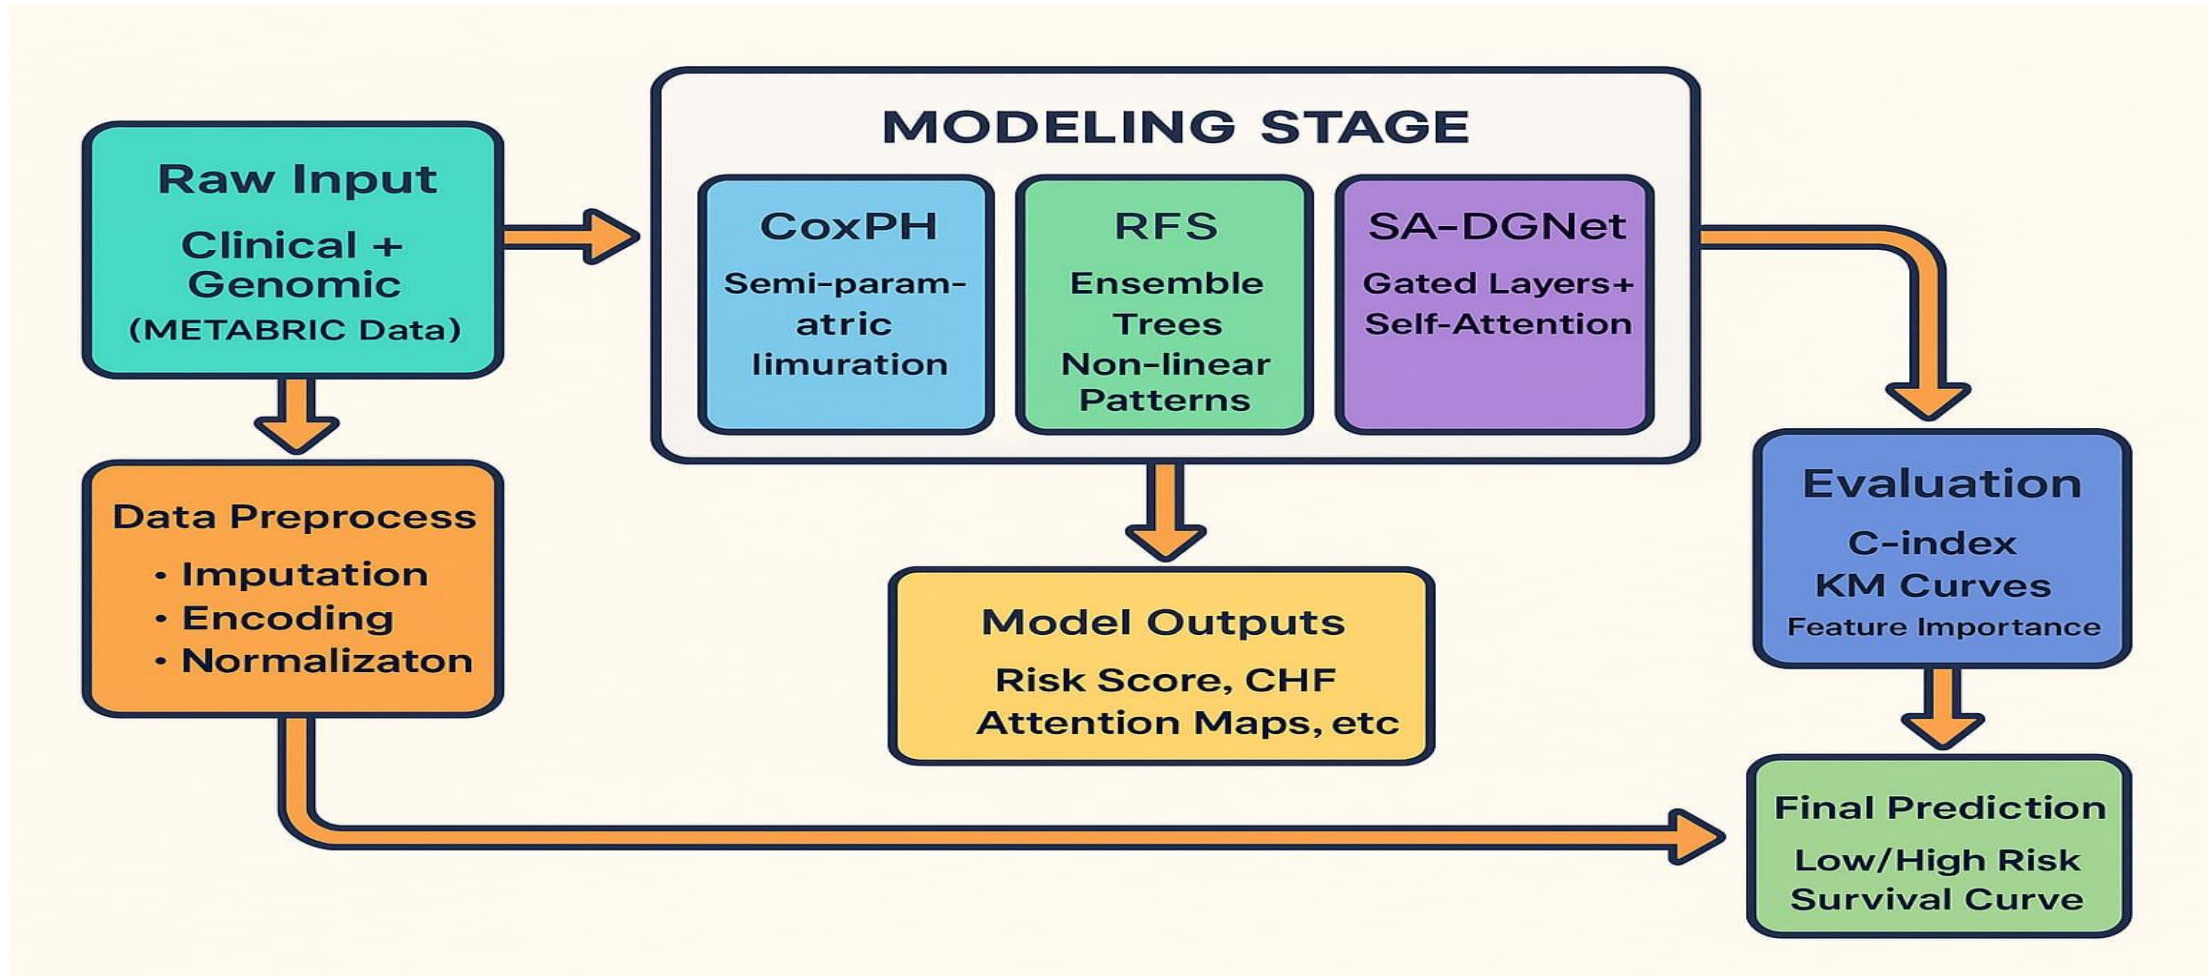 Raw Input
Clinical +
Genomic
(METABRIC Data)
Data Preprocess
• Imputation
• Encoding
• Normalizaton
MODELING STAGE
CoxPH
Semi-param-
atric
limuration
RFS
Ensemble
Trees
Non-linear
Patterns
SA-DGNet
Gated Layers+
Self-Attention
Model Outputs
Risk Score, CHF
Attention Maps, etc
Evaluation
C-index
KM Curves
Feature Importance
Final Prediction
Low/High Risk
Survival Curve